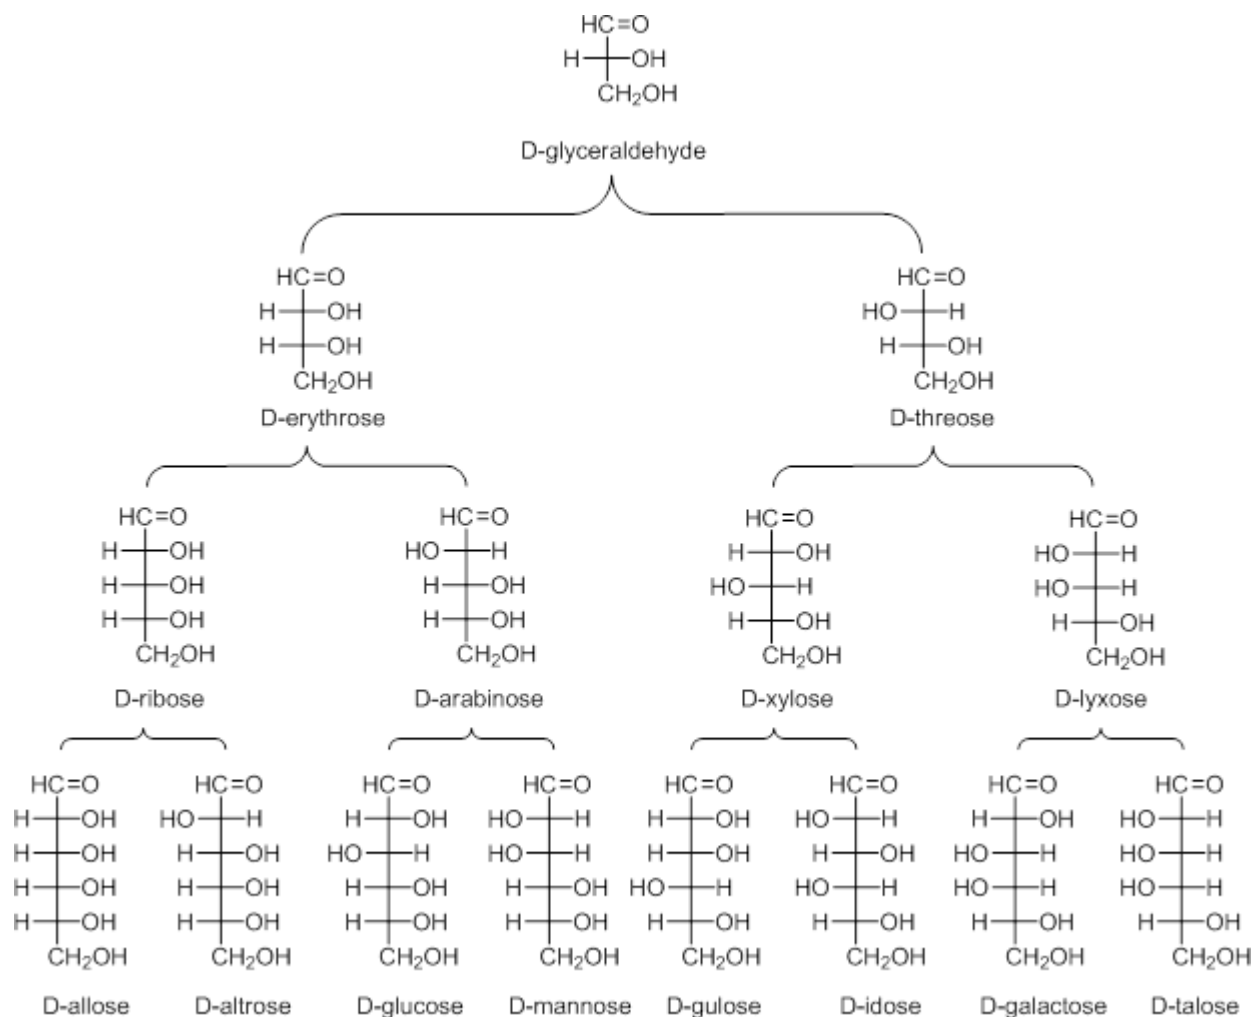 HC=O
H OH
CH₂OH
D-glyceraldehyde
HC=O HC=O
H OH HO H
H OH H OH
CH₂OH CH₂OH
D-erythrose D-threose
HC=O HC=O HC=O HC=O
H OH HO H H OH HO H
H OH H OH HO H HO H
H OH H OH H OH H OH
CH₂OH CH₂OH CH₂OH CH₂OH
D-ribose D-arabinose D-xylose D-lyxose
HC=O HC=O HC=O HC=O HC=O HC=O HC=O HC=O
H OH HO H H OH HO H H OH HO H H OH HO H
H OH H OH HO H HO H H OH H OH HO H HO H
H OH H OH H OH H OH HO H HO H HO H HO H
H OH H OH H OH H OH H OH H OH H OH H OH
CH₂OH CH₂OH CH₂OH CH₂OH CH₂OH CH₂OH CH₂OH CH₂OH
D-allose D-altrose D-glucose D-mannose D-gulose D-idose D-galactose D-talose